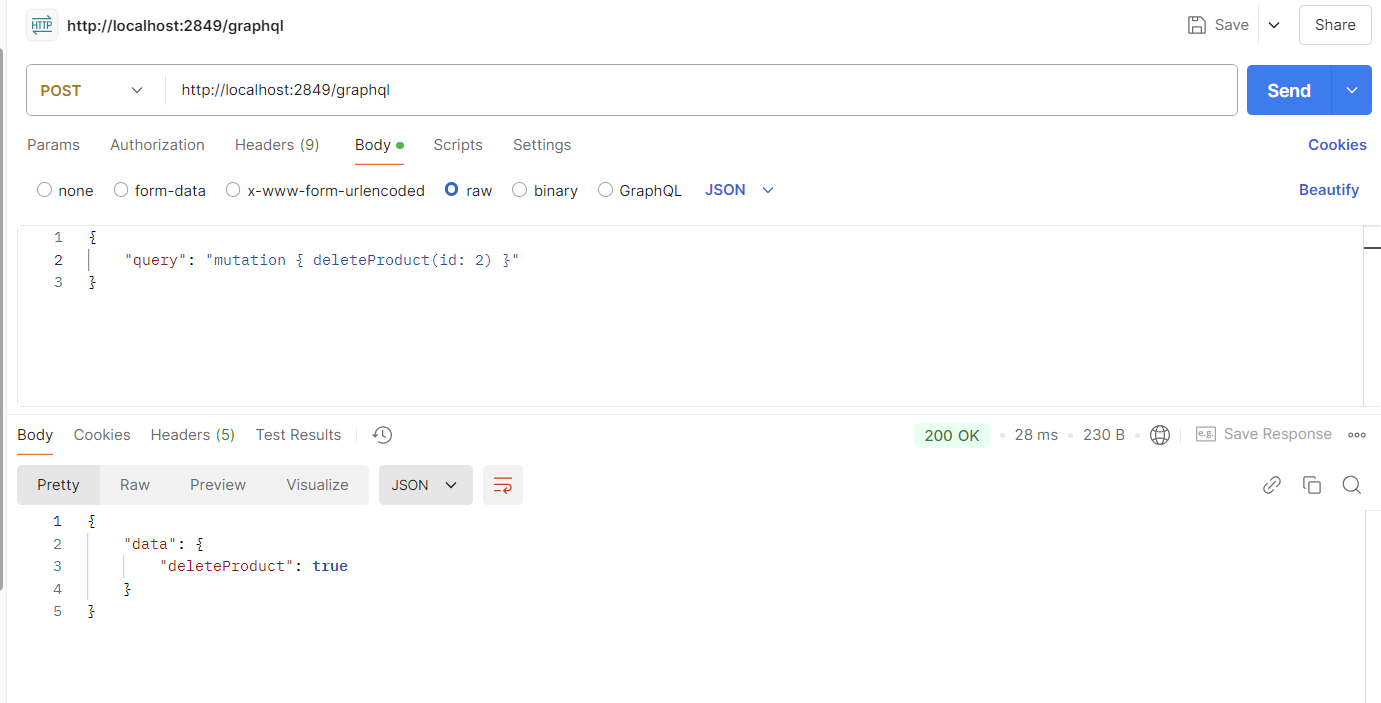 HTTP http://localhost:2849/graphql Save Share
POST http://localhost:2849/graphql Send
Params Authorization Headers (9) Body Scripts Settings Cookies
none form-data x-www-form-urlencoded raw binary GraphQL JSON Beautify
1 {
2 "query": "mutation { deleteProduct(id: 2) }"
3 }
Body Cookies Headers (5) Test Results 200 OK 28 ms 230 B e.g. Save Response
Pretty Raw Preview Visualize JSON
1 {
2 "data": {
3 "deleteProduct": true
4 }
5 }